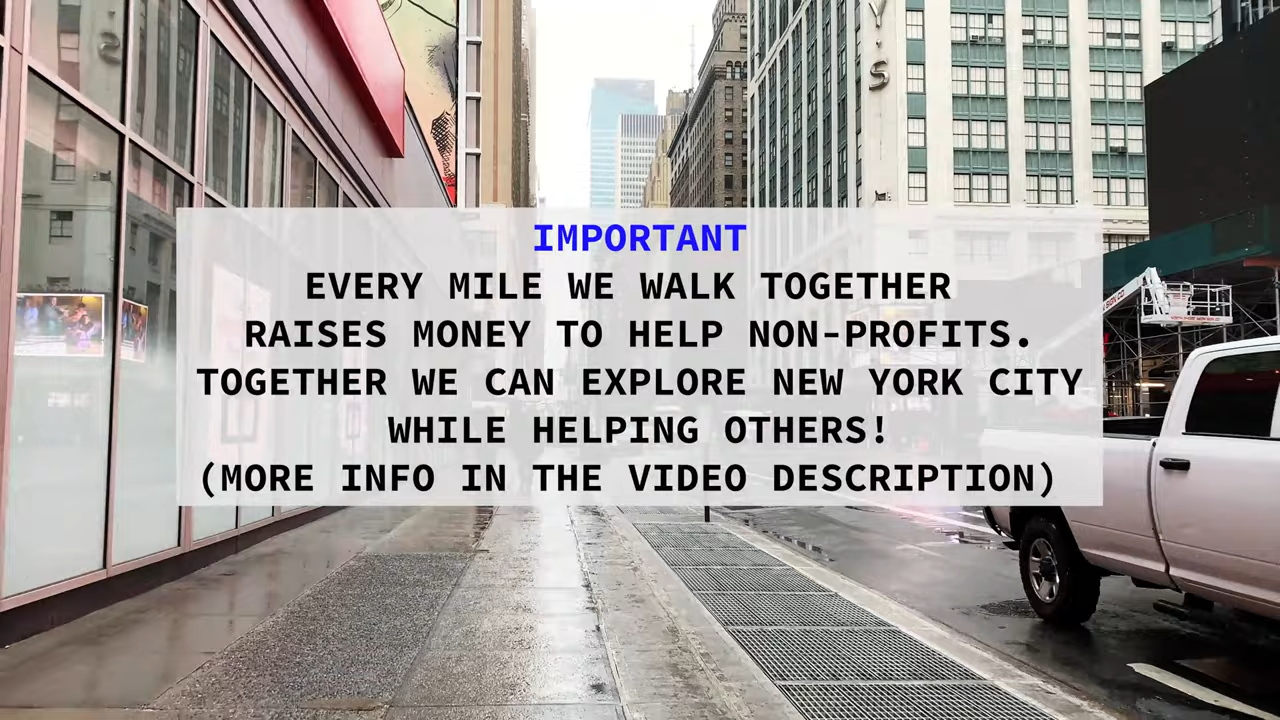 Y'S
IMPORTANT
EVERY MILE WE WALK TOGETHER
RAISES MONEY TO HELP NON-PROFITS.
TOGETHER WE CAN EXPLORE NEW YORK CITY
WHILE HELPING OTHERS!
(MORE INFO IN THE VIDEO DESCRIPTION)